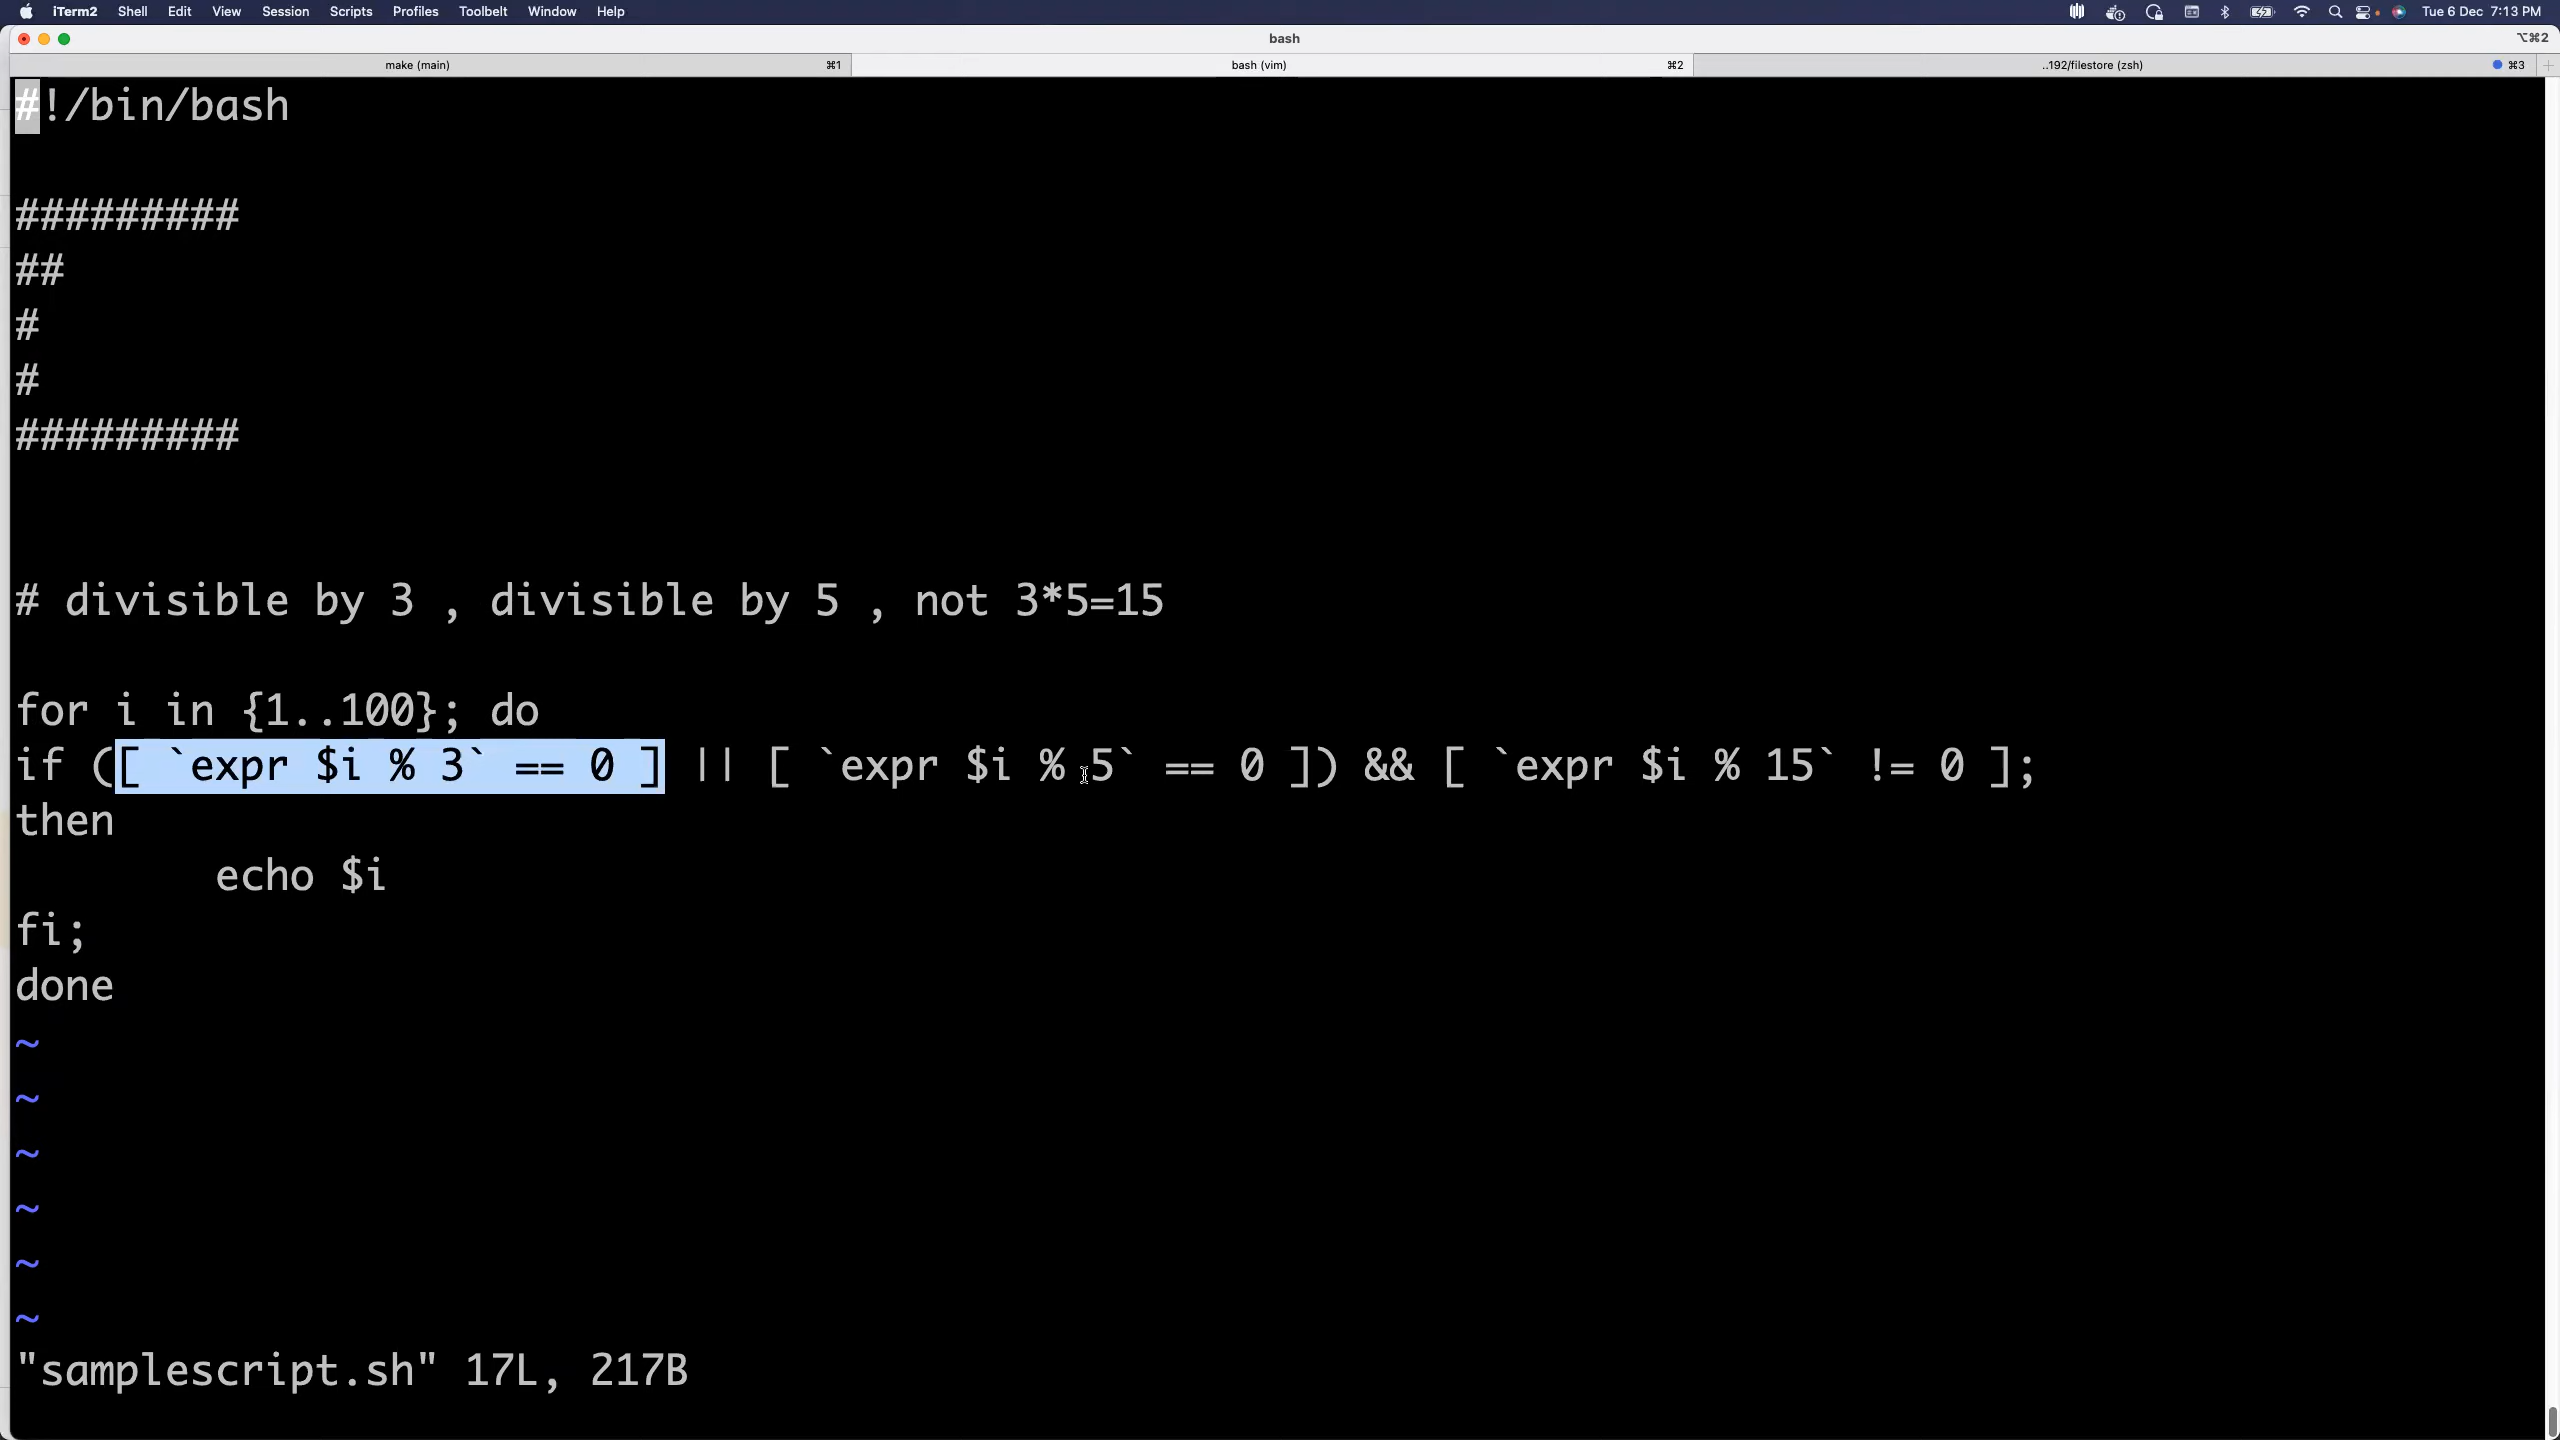 iTerm2 Shell Edit View Session Scripts Profiles Toolbelt Window Help Tue 6 Dec 7:13 PM
bash ⌥⌘2
make (main) ⌘1 bash (vim) ⌘2 ..192/filestore (zsh) ⌘3
#!/bin/bash
#########
##
#
#
#########
# divisible by 3 , divisible by 5 , not 3*5=15
for i in {1..100}; do
if ([ `expr $i % 3` == 0 ] || [ `expr $i % 5` == 0 ]) && [ `expr $i % 15` != 0 ];
then
        echo $i
fi;
done
~
~
~
~
~
~
"samplescript.sh" 17L, 217B